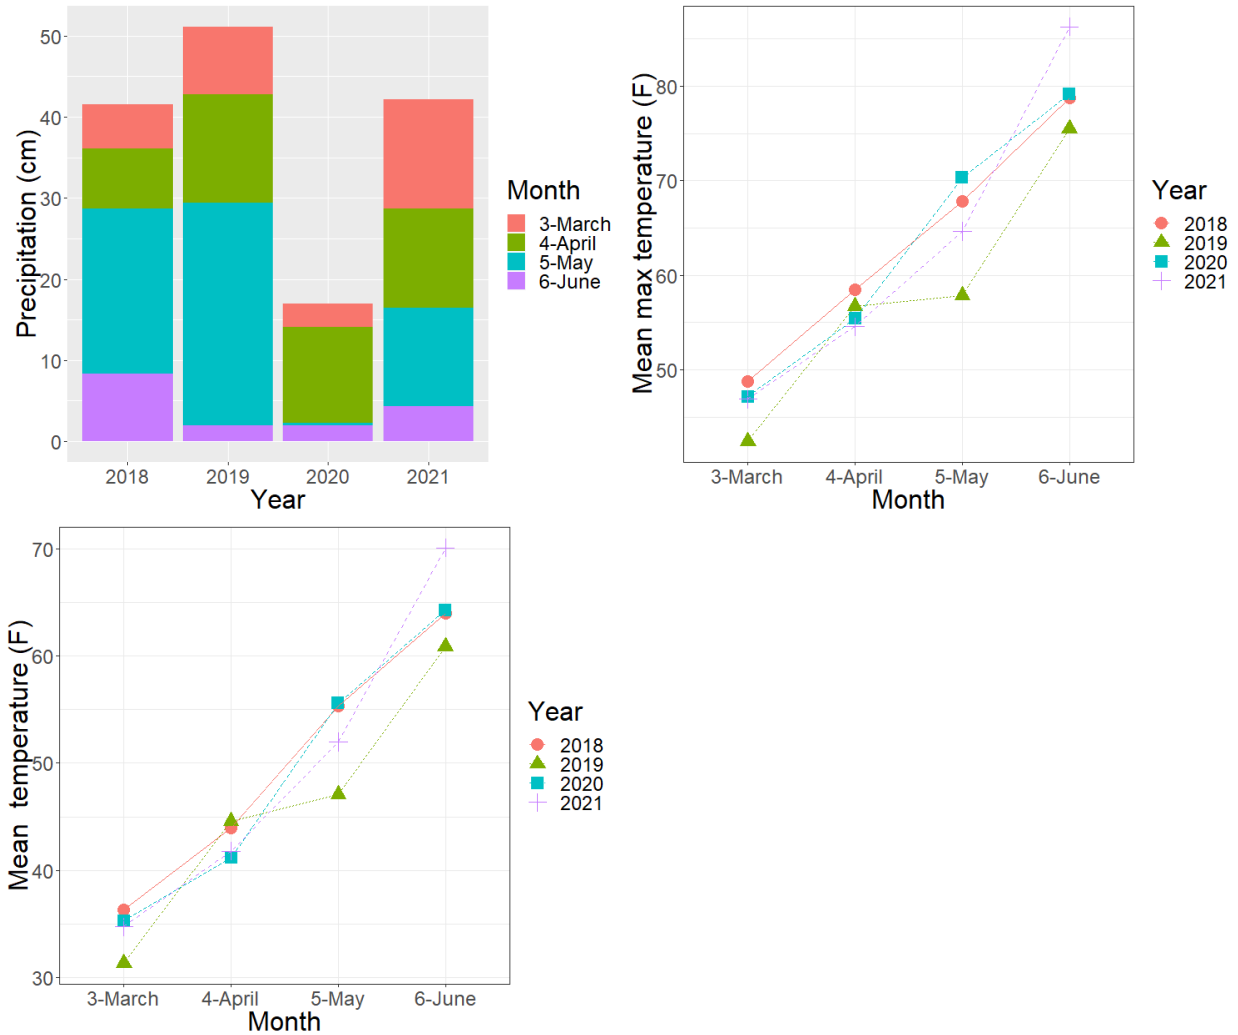 Precipitation (cm)
50
40
30
20
10
0
2018 2019 2020 2021
Year
Month
3-March
4-April
5-May
6-June
Mean max temperature (F)
80
70
60
50
3-March 4-April 5-May 6-June
Month
Year
2018
2019
2020
2021
Mean temperature (F)
70
60
50
40
30
3-March 4-April 5-May 6-June
Month
Year
2018
2019
2020
2021